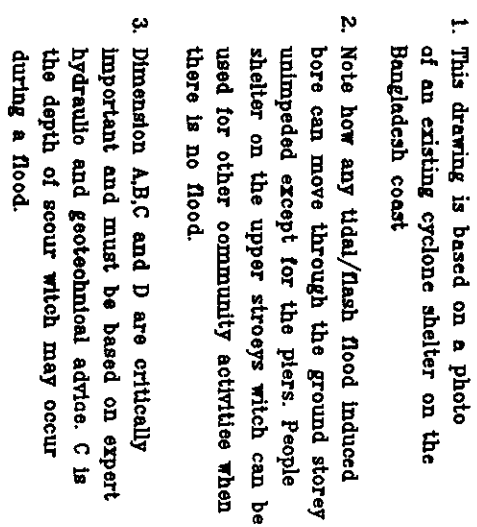 1. This drawing is based on a photo
of an existing cyclone shelter on the
Bangladesh coast
2. Note how any tidal/flash flood induced
bore can move through the ground storey
unimpeded except for the piers. People
shelter on the upper stroeys witch can be
used for other community activities when
there is no flood.
3. Dimension A,B,C and D are critically
important and must be based on expert
hydraulic and geotechnical advice. C is
the depth of scour witch may occur
during a flood.